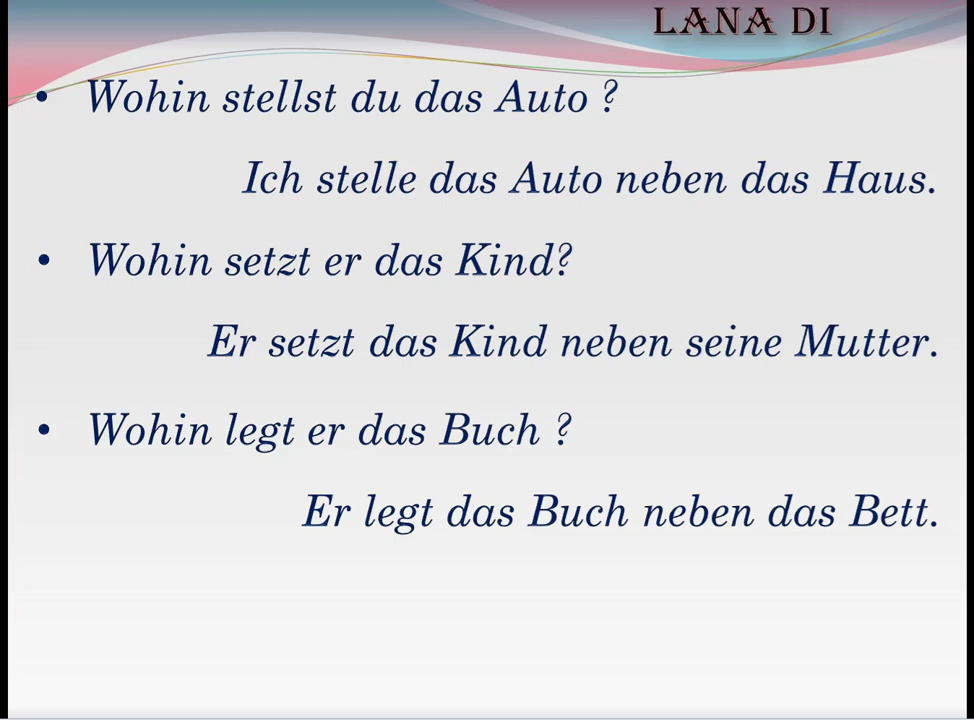 LANA DI
• Wohin stellst du das Auto ?
Ich stelle das Auto neben das Haus.
• Wohin setzt er das Kind?
Er setzt das Kind neben seine Mutter.
• Wohin legt er das Buch ?
Er legt das Buch neben das Bett.